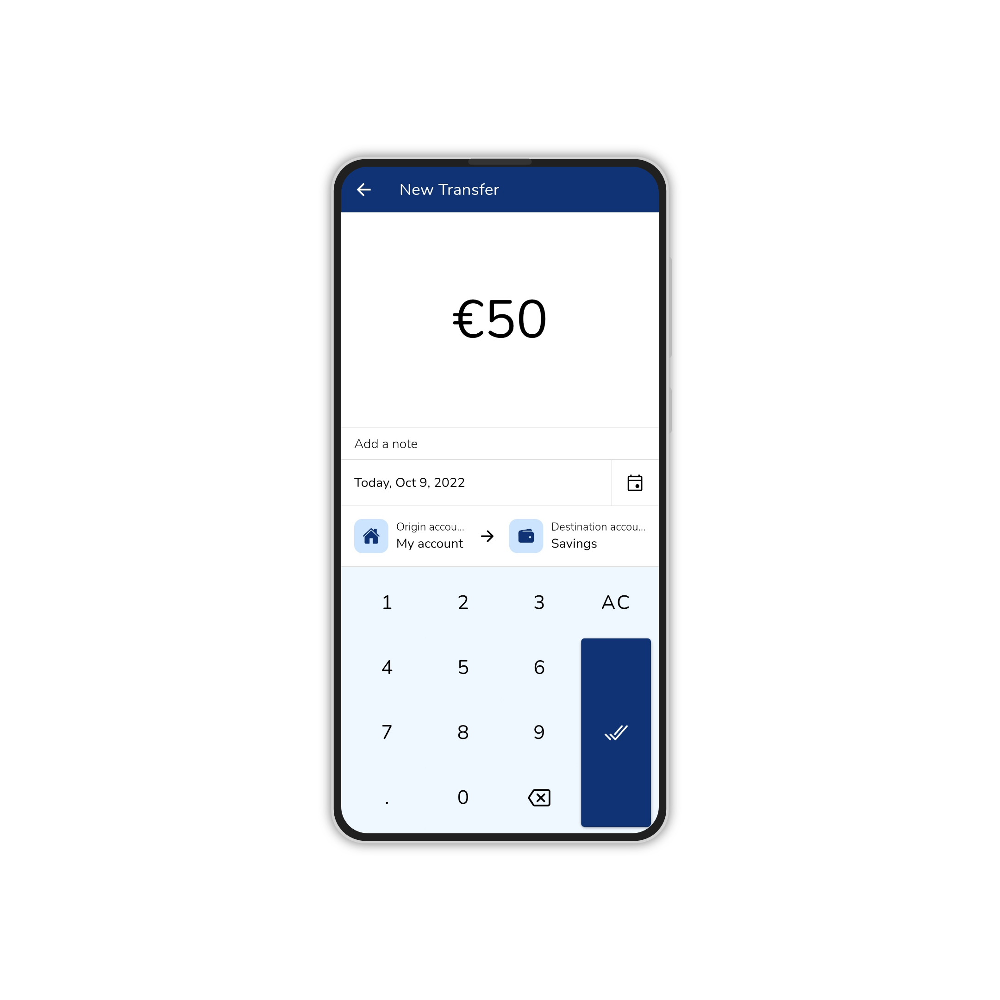 New Transfer
€50
Add a note
Today, Oct 9, 2022
Origin accou...
My account
Destination accou...
Savings
1 2 3 AC
4 5 6
7 8 9
. 0